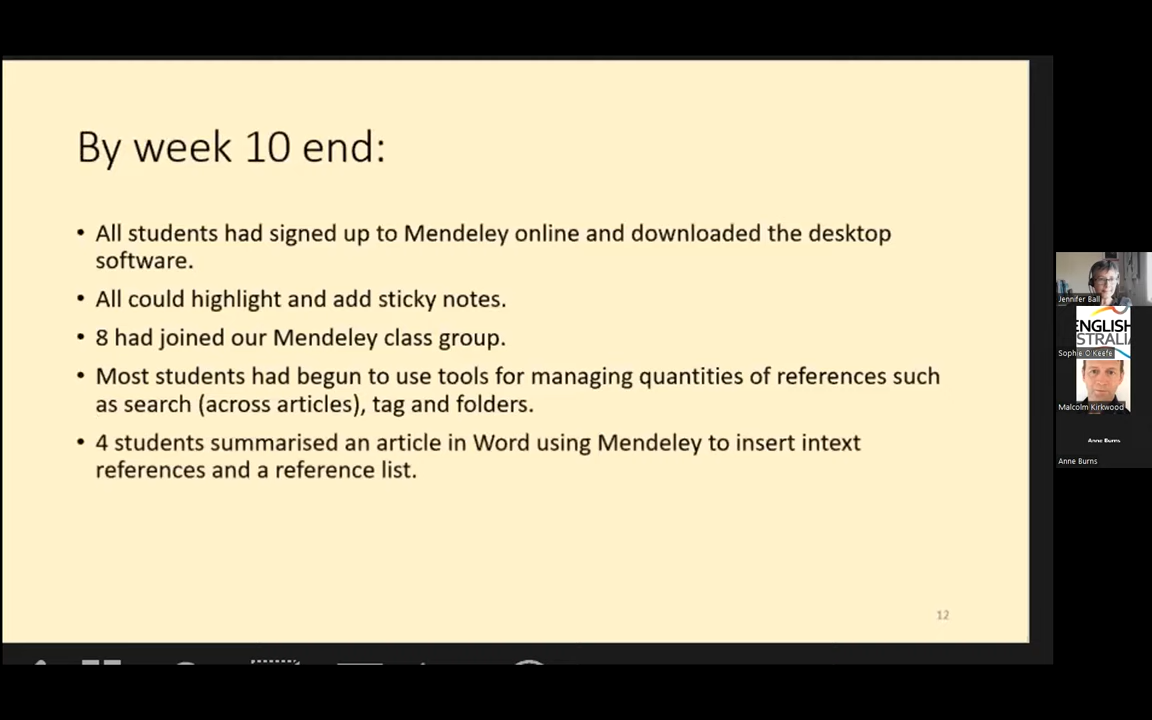 By week 10 end:
• All students had signed up to Mendeley online and downloaded the desktop
software.
• All could highlight and add sticky notes.
• 8 had joined our Mendeley class group.
• Most students had begun to use tools for managing quantities of references such
as search (across articles), tag and folders.
• 4 students summarised an article in Word using Mendeley to insert intext
references and a reference list.
12
Jennifer Ball
ENGLISH
STRALIA
Sophie O Keefe
Malcolm Kirkwood
Anne Burns
Anne Burns